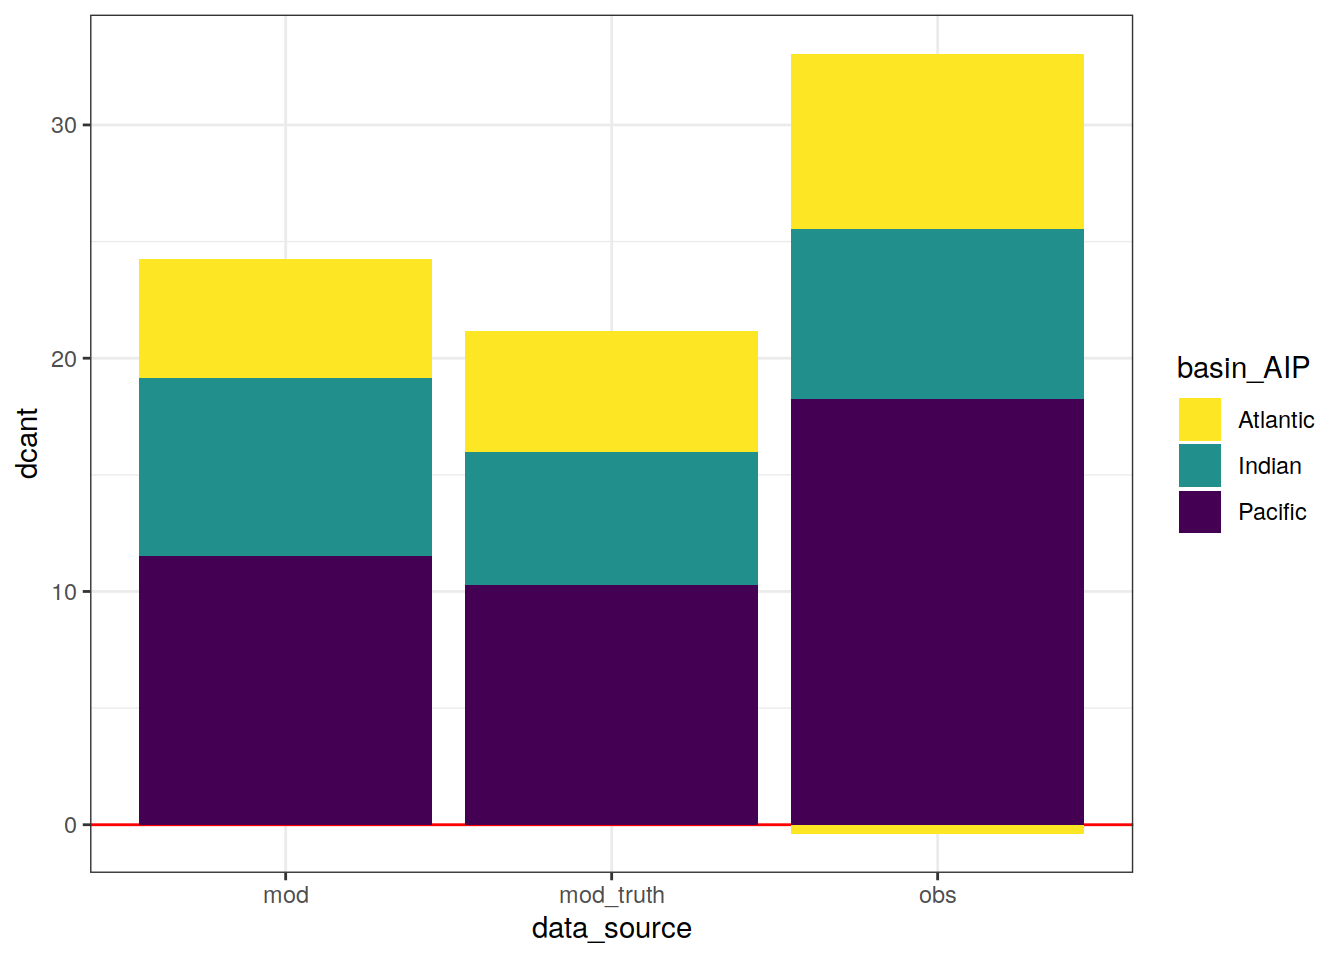 dcant
30
20
10
0
mod
mod_truth
obs
data_source
basin_AIP
Atlantic
Indian
Pacific